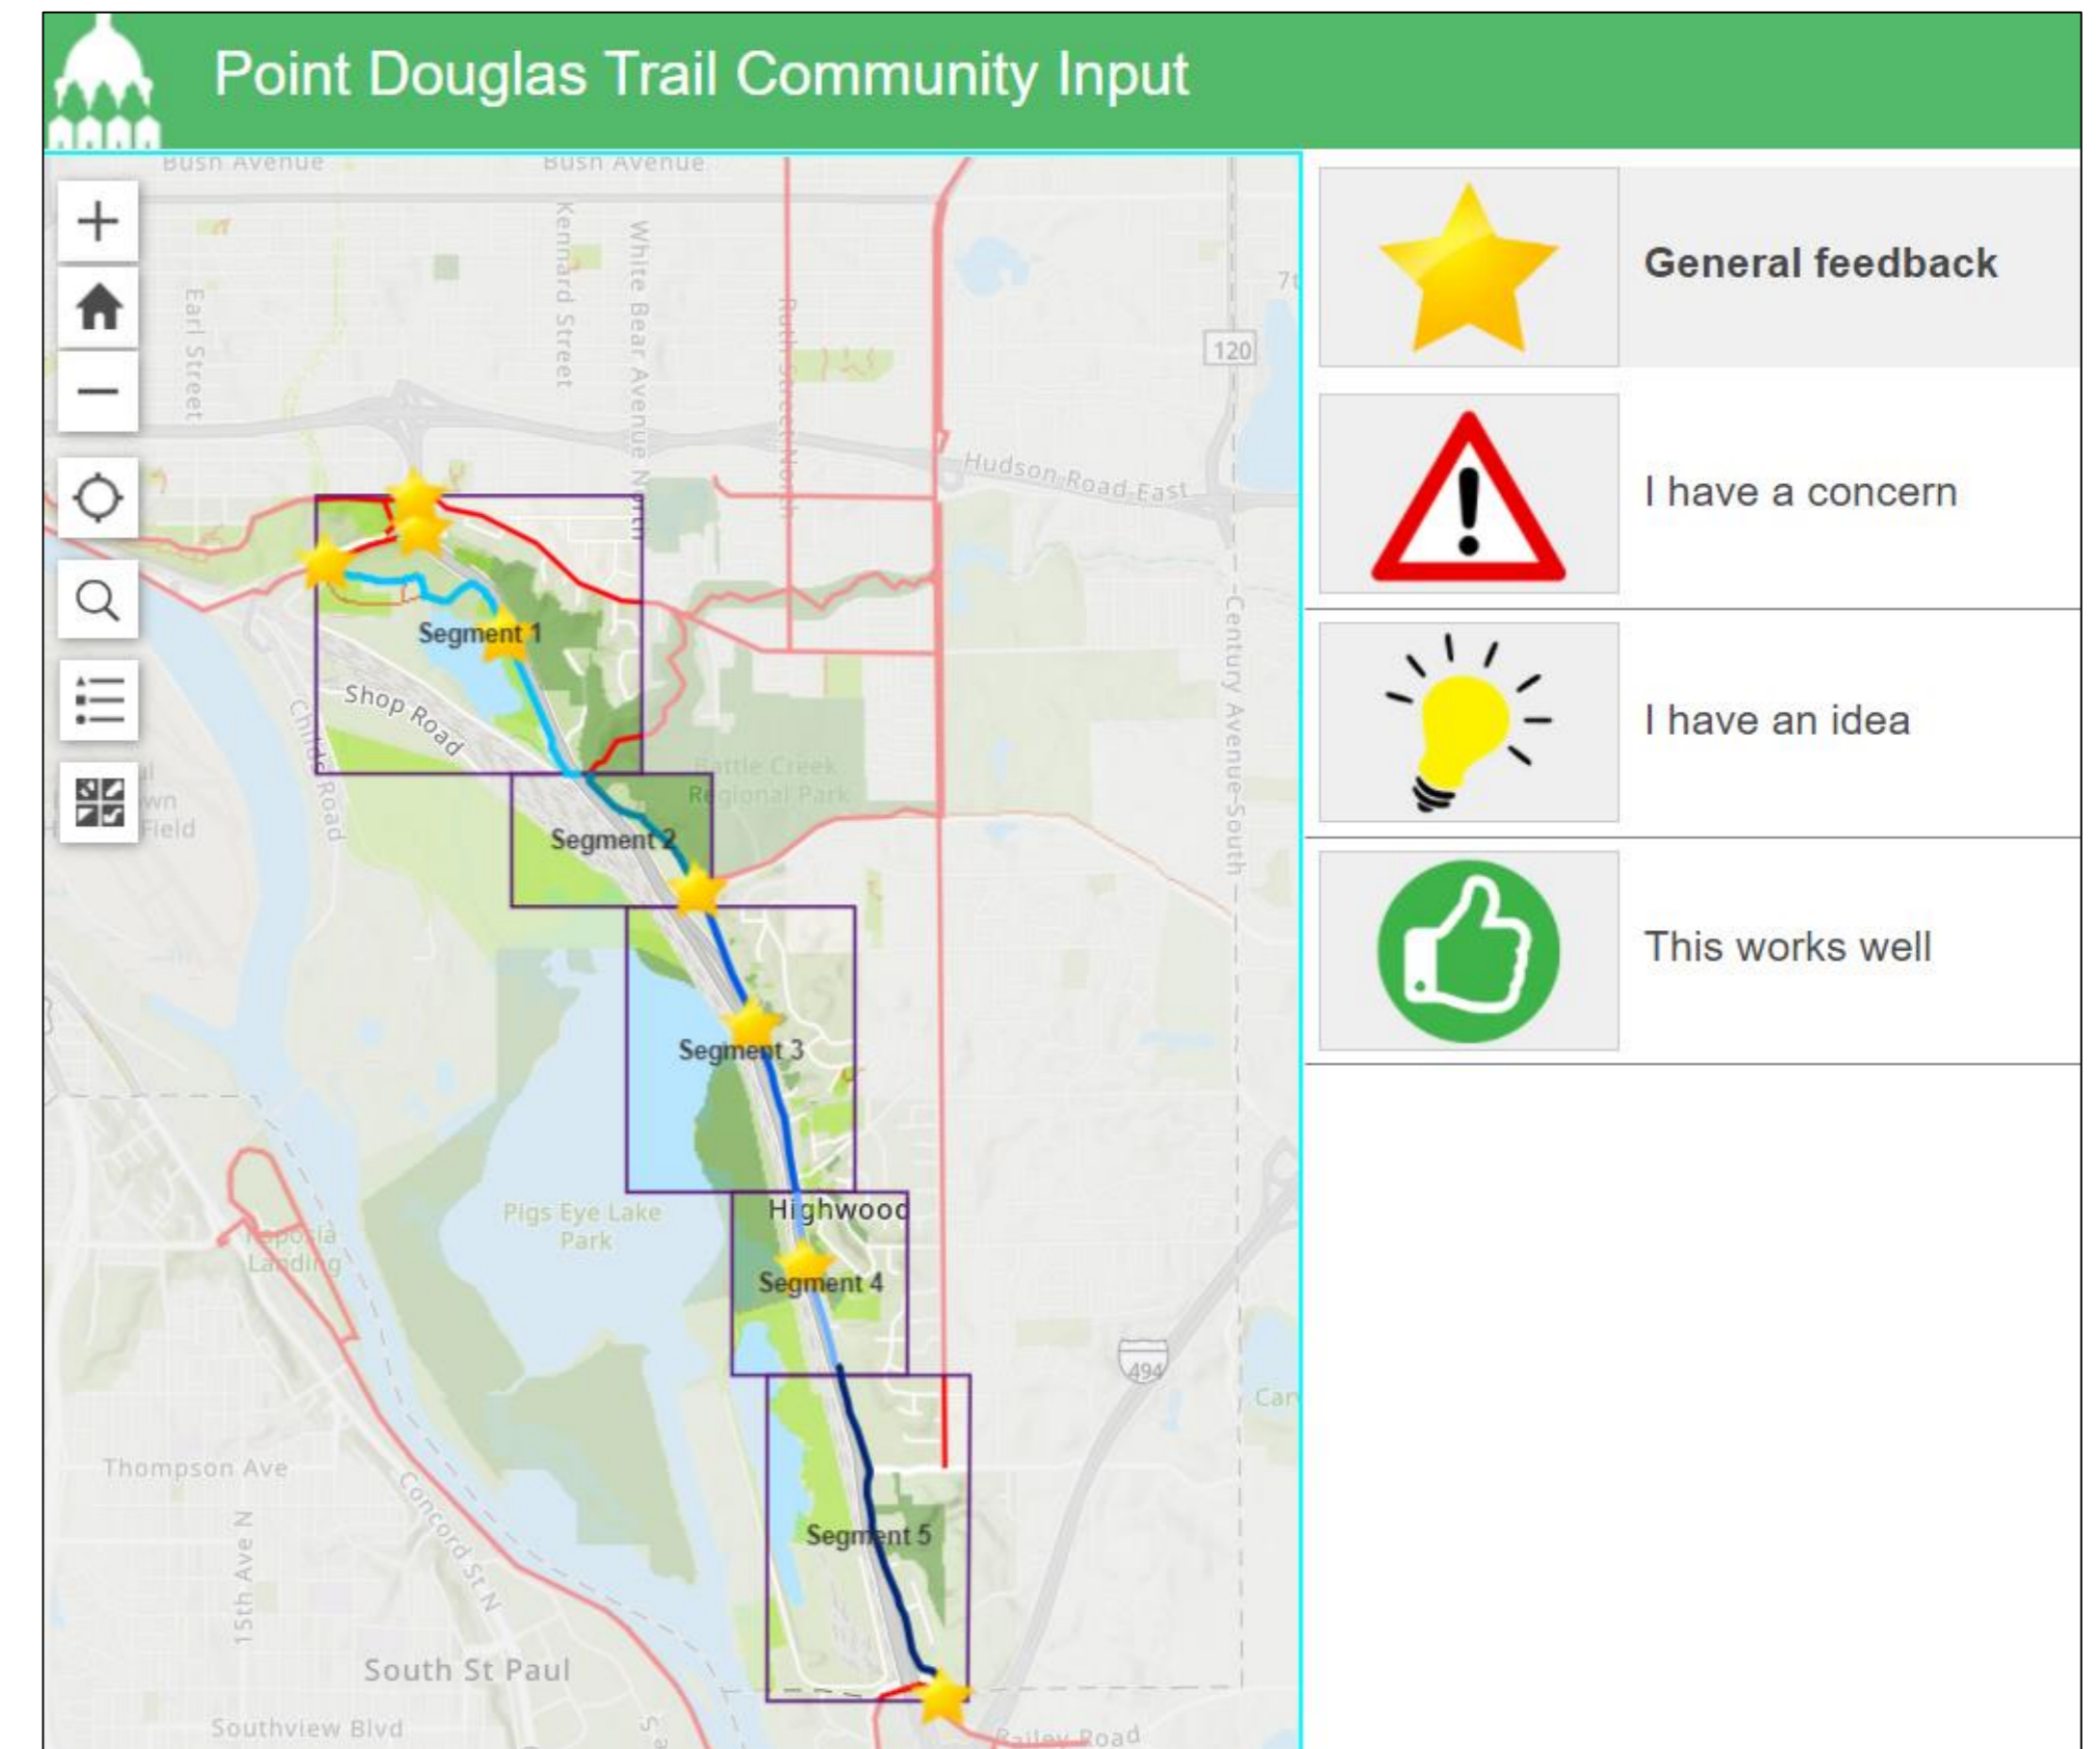 Point Douglas Trail Community Input
Bush Avenue
Bush Avenue
Kennard Street
White Bear Avenue North
Earl Street
Ruth Street North
120
Hudson Road East
Century Avenue South
Segment 1
Shop Road
Childs Road
Battle Creek
Regional Park
Field
Segment 2
Segment 3
Pigs Eye Lake
Park
Highwood
Segment 4
Landing
494
Thompson Ave
Concord St N
15th Ave N
Segment 5
South St Paul
Southview Blvd
Bailey Road
General feedback
I have a concern
I have an idea
This works well